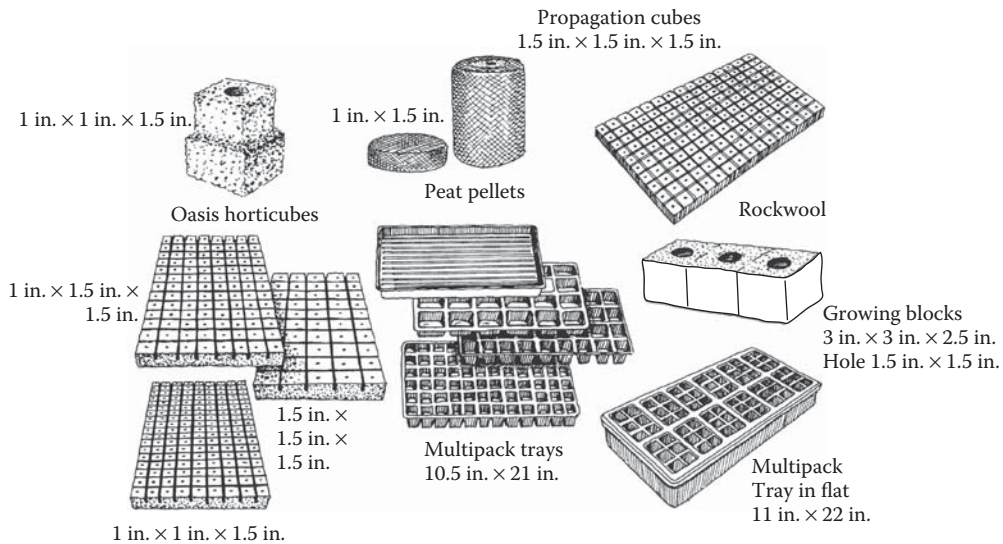 Propagation cubes
1.5 in. × 1.5 in. × 1.5 in.
1 in. × 1 in. × 1.5 in.
1 in. × 1.5 in.
Peat pellets
Oasis horticubes
Rockwool
1 in. × 1.5 in. ×
1.5 in.
Growing blocks
3 in. × 3 in. × 2.5 in.
Hole 1.5 in. × 1.5 in.
1.5 in. ×
1.5 in. ×
1.5 in.
Multipack trays
10.5 in. × 21 in.
Multipack
Tray in flat
11 in. × 22 in.
1 in. × 1 in. × 1.5 in.